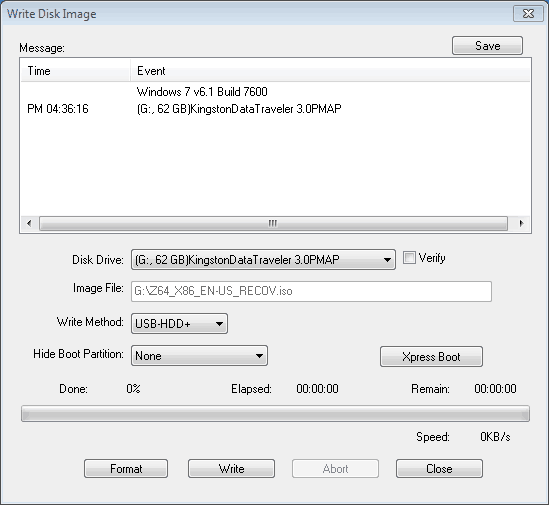 Write Disk Image
Message:
Save
Time Event
Windows 7 v6.1 Build 7600
PM 04:36:16 (G:, 62 GB)KingstonDataTraveler 3.0PMAP
Disk Drive: (G:, 62 GB)KingstonDataTraveler 3.0PMAP Verify
Image File: G:\Z64_X86_EN-US_RECOV.iso
Write Method: USB-HDD+
Hide Boot Partition: None Xpress Boot
Done: 0% Elapsed: 00:00:00 Remain: 00:00:00
Speed: 0KB/s
Format Write Abort Close